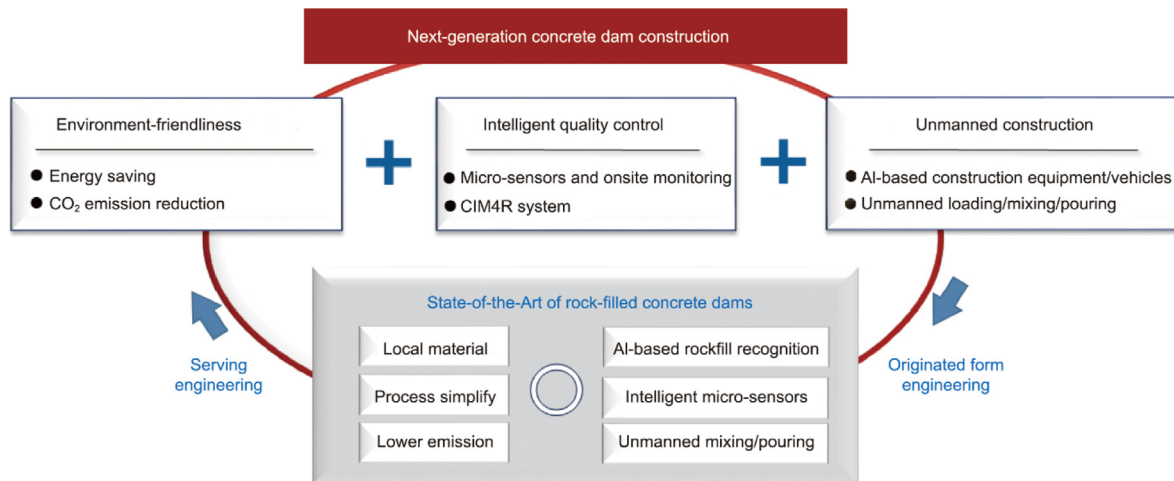 Next-generation concrete dam construction
Environment-friendliness
● Energy saving
● CO₂ emission reduction
Intelligent quality control
● Micro-sensors and onsite monitoring
● CIM4R system
Unmanned construction
● AI-based construction equipment/vehicles
● Unmanned loading/mixing/pouring
State-of-the-Art of rock-filled concrete dams
Local material
Process simplify
Lower emission
AI-based rockfill recognition
Intelligent micro-sensors
Unmanned mixing/pouring
Serving
engineering
Originated form
engineering